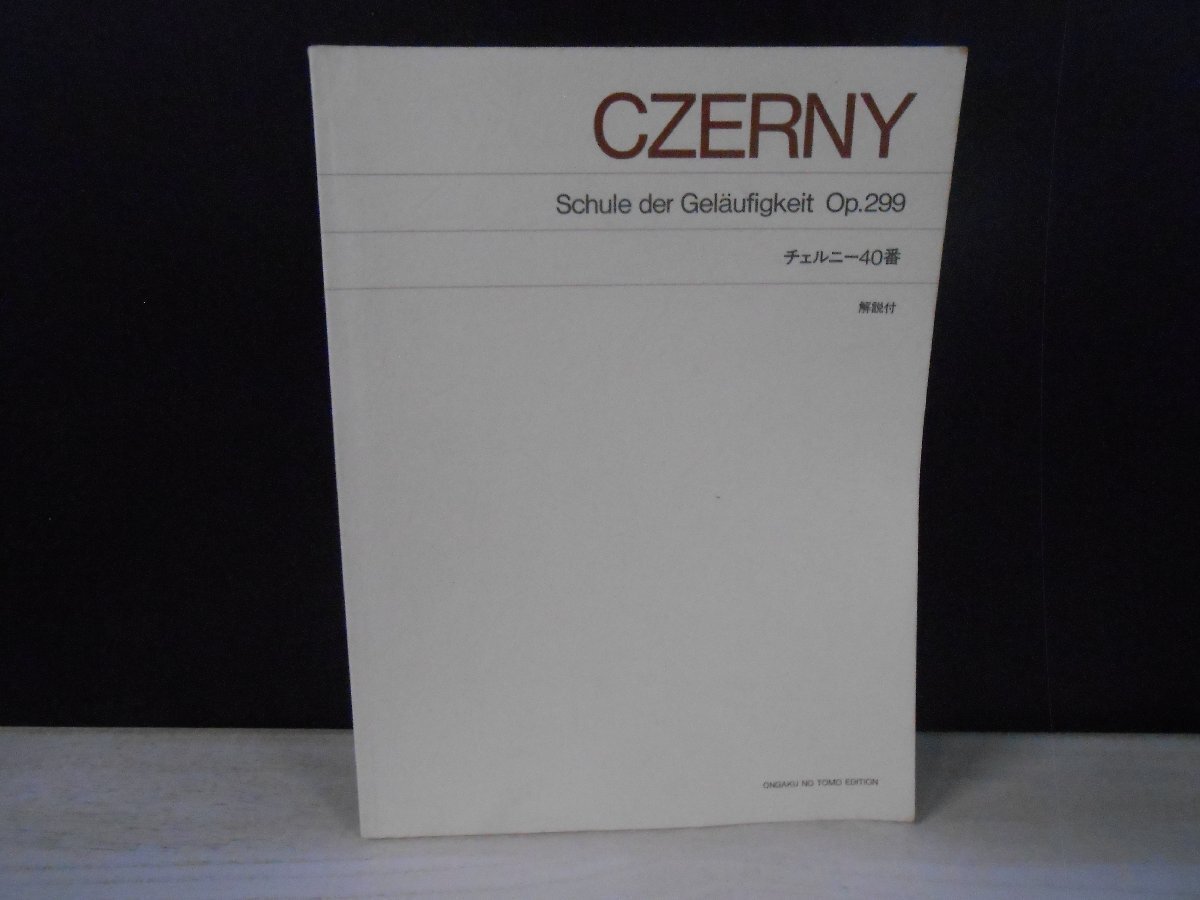 CZERNY
Schule der Geläufigkeit Op.299
チェルニー40番
解説付
ONGAKU NO TOMO EDITION